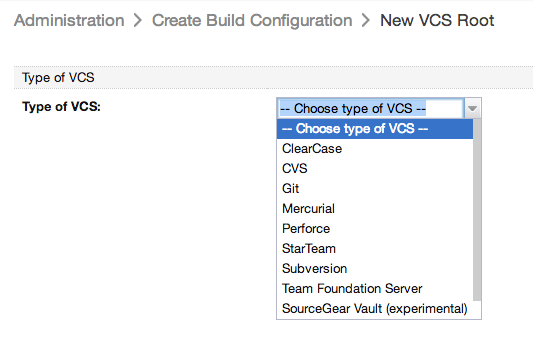 Administration > Create Build Configuration > New VCS Root
Type of VCS
Type of VCS:
-- Choose type of VCS --
-- Choose type of VCS --
ClearCase
CVS
Git
Mercurial
Perforce
StarTeam
Subversion
Team Foundation Server
SourceGear Vault (experimental)